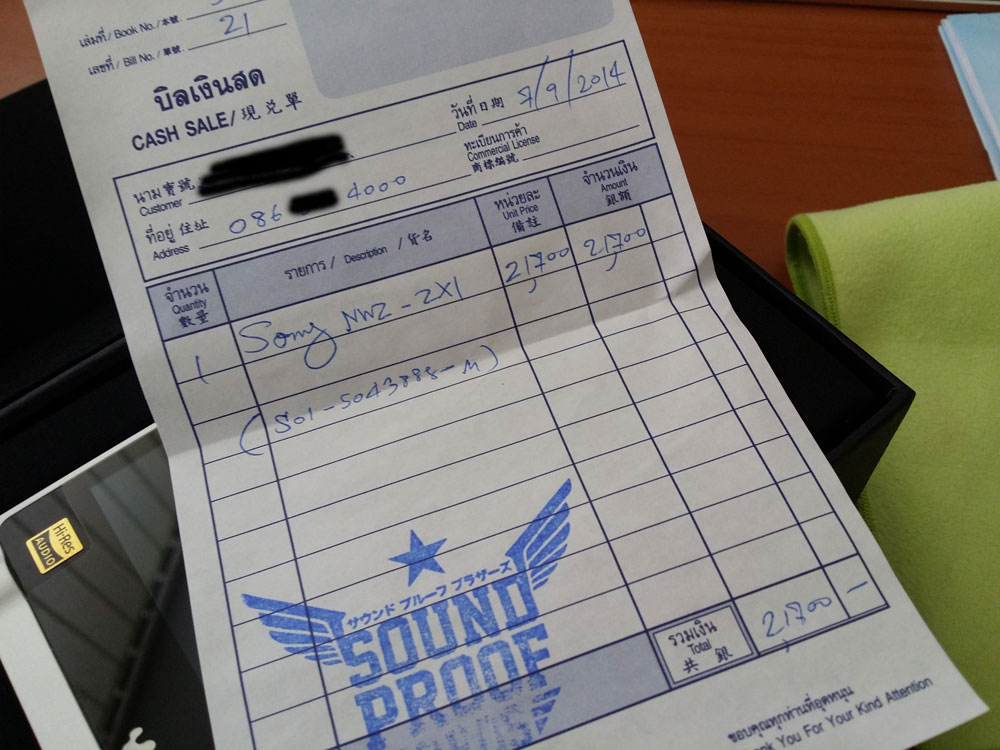 เล่มที่ / Book No. / 本號
เลขที่ / Bill No. / 單號. 21
บิลเงินสด
CASH SALE / 現兌單
วันที่ 日期 7/9/2014
Date
นาม寶號
Customer
ทะเบียนการค้า
Commercial License
商標編號
ที่อยู่ 住址 086 4000
Address
จำนวน
Quantity
數量
รายการ / Description / 貨名
หน่วยละ
Unit Price
備註
จำนวนเงิน
Amount
銀額
1 Sony NWZ-ZX1 21,700 21,700
(S01-5043888-M)
サウンド プルーフ ブラザーズ
SOUND
PROOF
รวมเงิน
Total
共 銀
21,700 –
ขอบคุณทุกท่านที่อุดหนุน
You For Your Kind Attention
Hi-Res
AUDIO